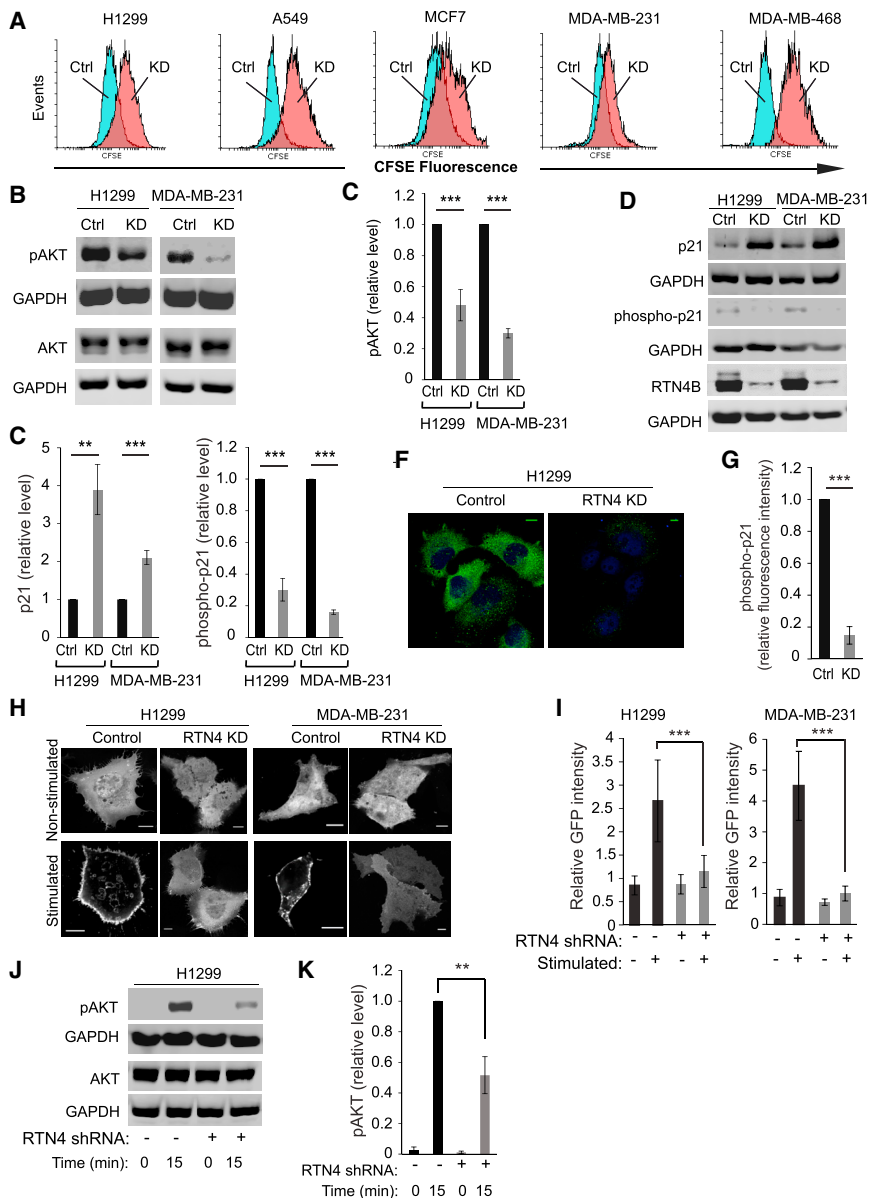 A
H1299
A549
MCF7
MDA-MB-231
MDA-MB-468
Events
Ctrl KD
Ctrl KD
Ctrl KD
Ctrl KD
Ctrl KD
CFSE
CFSE
CFSE
CFSE
CFSE
CFSE Fluorescence
B
H1299 MDA-MB-231
Ctrl KD Ctrl KD
pAKT
GAPDH
AKT
GAPDH
C
pAKT (relative level)
1.2
1.0
0.8
0.6
0.4
0.2
0
*** ***
Ctrl KD Ctrl KD
H1299 MDA-MB-231
D
H1299 MDA-MB-231
Ctrl KD Ctrl KD
p21
GAPDH
phospho-p21
GAPDH
RTN4B
GAPDH
C
p21 (relative level)
5
4
3
2
1
0
** ***
Ctrl KD Ctrl KD
H1299 MDA-MB-231
phospho-p21 (relative level)
1.2
1.0
0.8
0.6
0.4
0.2
0
*** ***
Ctrl KD Ctrl KD
H1299 MDA-MB-231
F
H1299
Control RTN4 KD
G
phospho-p21
(relative fluorescence intensity)
1.2
1.0
0.8
0.6
0.4
0.2
0
***
Ctrl KD
H
H1299 MDA-MB-231
Control RTN4 KD Control RTN4 KD
Non-stimulated
Stimulated
I
H1299
Relative GFP intensity
4
3.5
3
2.5
2
1.5
1
0.5
0
***
MDA-MB-231
Relative GFP intensity
6
5
4
3
2
1
0
***
RTN4 shRNA: - - + + - - + +
Stimulated: - + - + - + - +
J
H1299
pAKT
GAPDH
AKT
GAPDH
RTN4 shRNA: - - + +
Time (min): 0 15 0 15
K
pAKT (relative level)
1.2
1.0
0.8
0.6
0.4
0.2
0
**
RTN4 shRNA: - - + +
Time (min): 0 15 0 15